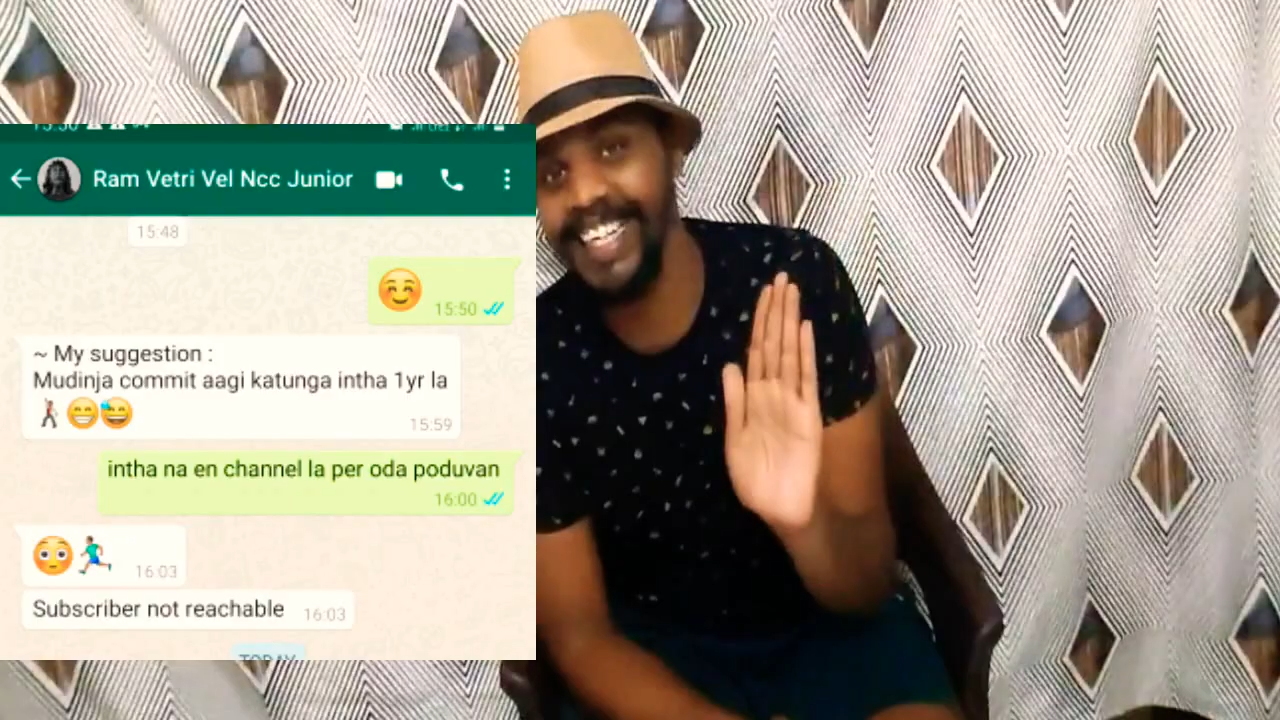 Ram Vetri Vel Ncc Junior
15:48
15:50
~ My suggestion :
Mudinja commit aagi katunga intha 1yr la
15:59
intha na en channel la per oda poduvan
16:00
16:03
Subscriber not reachable
16:03
TODAY